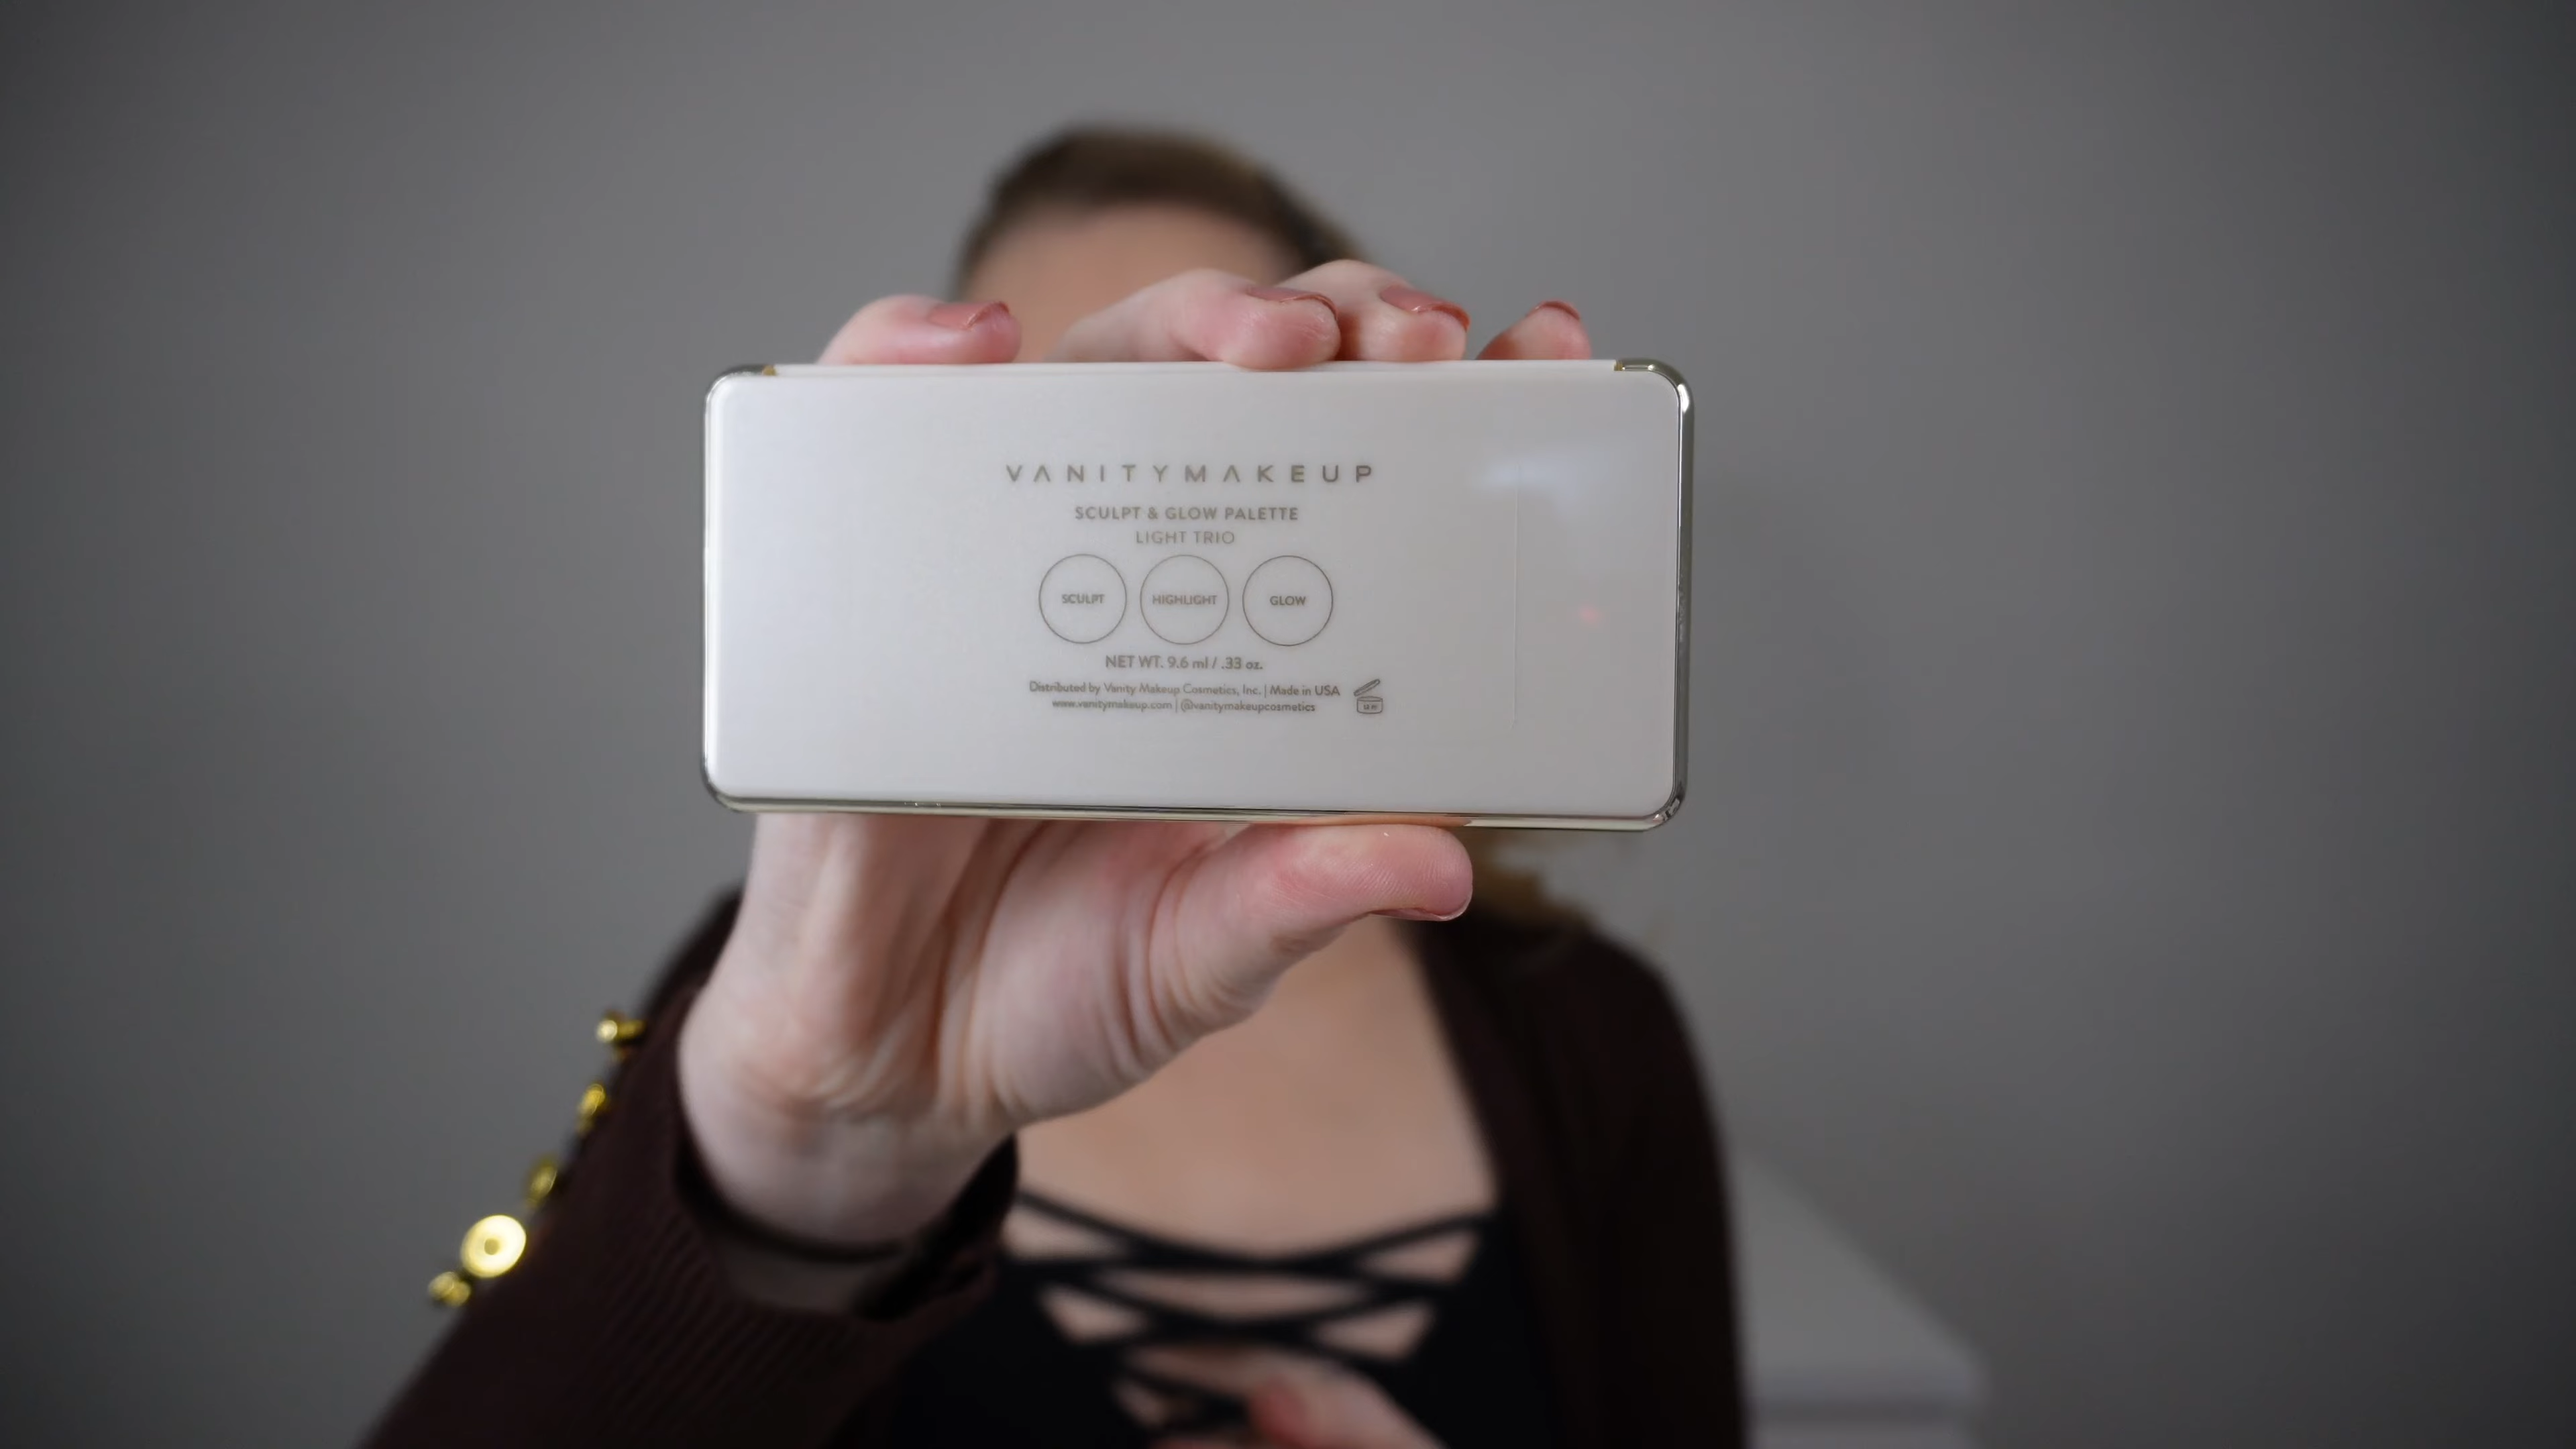 VANITYMAKEUP
SCULPT & GLOW PALETTE
LIGHT TRIO
SCULPT HIGHLIGHT GLOW
NET WT. 9.6 ml / .33 oz.
Distributed by Vanity Makeup Cosmetics, Inc. | Made in USA
www.vanitymakeup.com | @vanitymakeupcosmetics